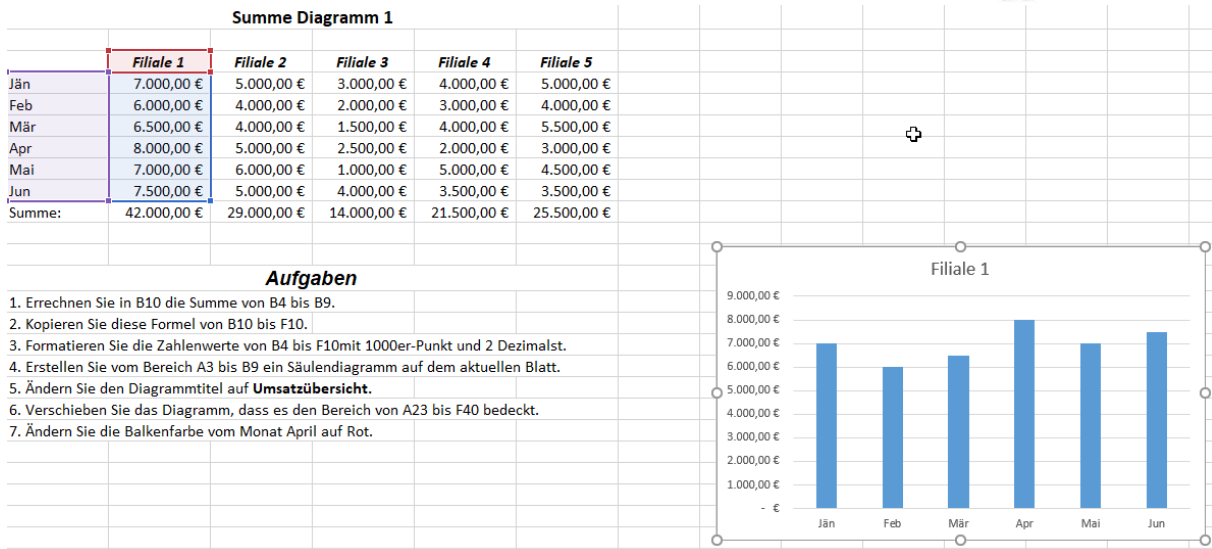 Summe Diagramm 1
Filiale 1 Filiale 2 Filiale 3 Filiale 4 Filiale 5
Jän 7.000,00 € 5.000,00 € 3.000,00 € 4.000,00 € 5.000,00 €
Feb 6.000,00 € 4.000,00 € 2.000,00 € 3.000,00 € 4.000,00 €
Mär 6.500,00 € 4.000,00 € 1.500,00 € 4.000,00 € 5.500,00 €
Apr 8.000,00 € 5.000,00 € 2.500,00 € 2.000,00 € 3.000,00 €
Mai 7.000,00 € 6.000,00 € 1.000,00 € 5.000,00 € 4.500,00 €
Jun 7.500,00 € 5.000,00 € 4.000,00 € 3.500,00 € 3.500,00 €
Summe: 42.000,00 € 29.000,00 € 14.000,00 € 21.500,00 € 25.500,00 €
Aufgaben
1. Errechnen Sie in B10 die Summe von B4 bis B9.
2. Kopieren Sie diese Formel von B10 bis F10.
3. Formatieren Sie die Zahlenwerte von B4 bis F10mit 1000er-Punkt und 2 Dezimalst.
4. Erstellen Sie vom Bereich A3 bis B9 ein Säulendiagramm auf dem aktuellen Blatt.
5. Ändern Sie den Diagrammtitel auf Umsatzübersicht.
6. Verschieben Sie das Diagramm, dass es den Bereich von A23 bis F40 bedeckt.
7. Ändern Sie die Balkenfarbe vom Monat April auf Rot.
Filiale 1
9.000,00 €
8.000,00 €
7.000,00 €
6.000,00 €
5.000,00 €
4.000,00 €
3.000,00 €
2.000,00 €
1.000,00 €
- €
Jän Feb Mär Apr Mai Jun